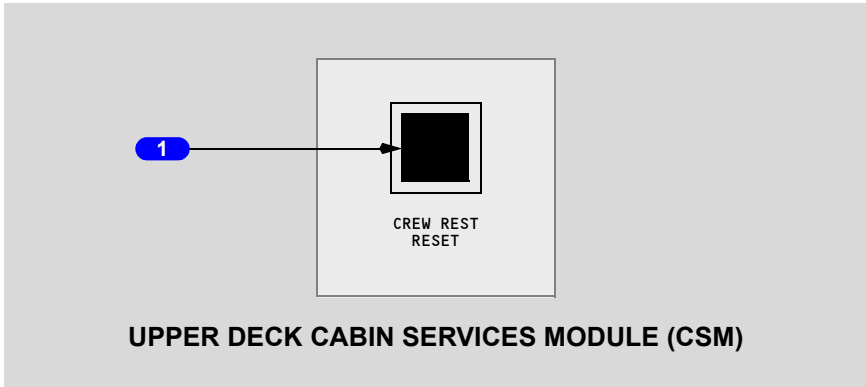 1
CREW REST
RESET
UPPER DECK CABIN SERVICES MODULE (CSM)